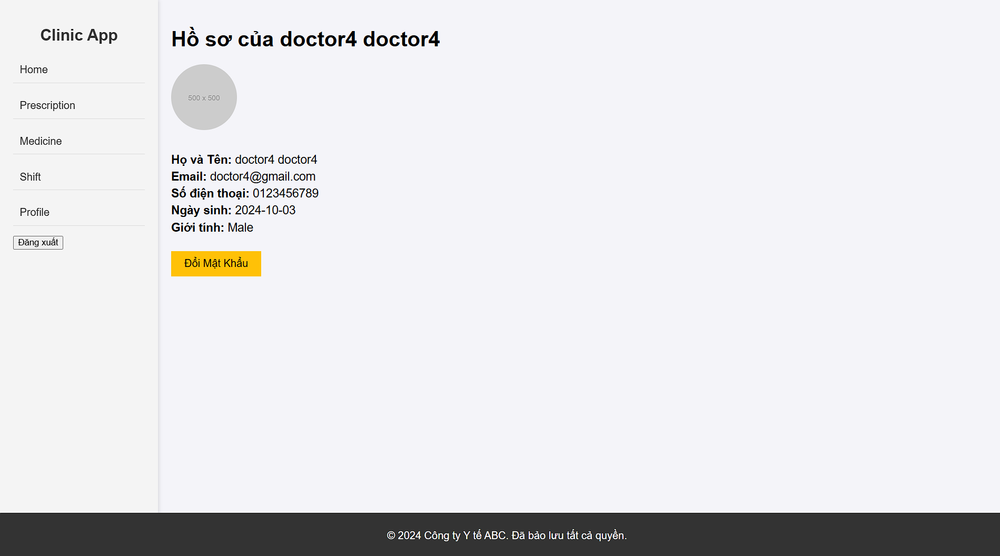 Clinic App
Home
Prescription
Medicine
Shift
Profile
Đăng xuất
Hồ sơ của doctor4 doctor4
500 x 500
Họ và Tên: doctor4 doctor4
Email: doctor4@gmail.com
Số điện thoại: 0123456789
Ngày sinh: 2024-10-03
Giới tính: Male
Đổi Mật Khẩu
© 2024 Công ty Y tế ABC. Đã bảo lưu tất cả quyền.